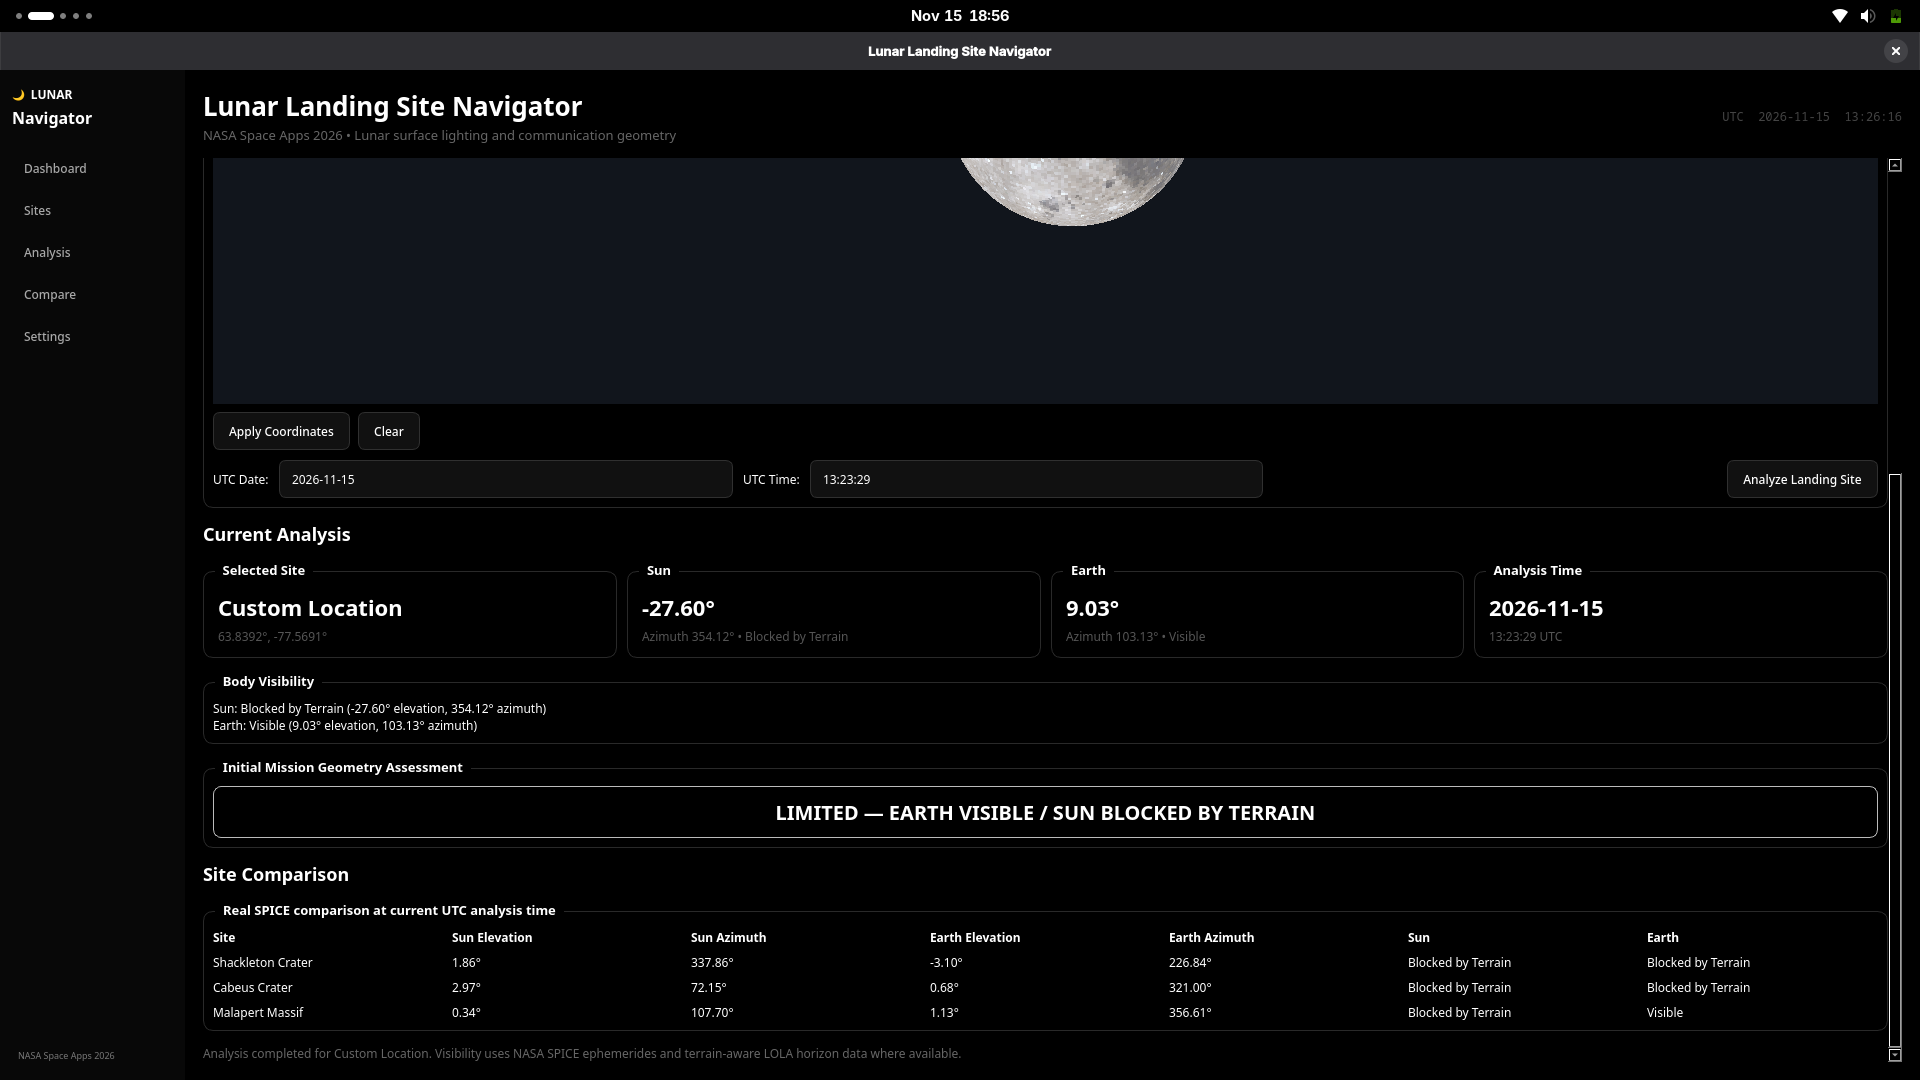 Nov 15 18:56
Lunar Landing Site Navigator
LUNAR
Navigator
Dashboard
Sites
Analysis
Compare
Settings
NASA Space Apps 2026
Lunar Landing Site Navigator
NASA Space Apps 2026 • Lunar surface lighting and communication geometry
UTC 2026-11-15 13:26:16
Apply Coordinates Clear
UTC Date: 2026-11-15 UTC Time: 13:23:29 Analyze Landing Site
Current Analysis
Selected Site
Custom Location
63.8392°, -77.5691°
Sun
-27.60°
Azimuth 354.12° • Blocked by Terrain
Earth
9.03°
Azimuth 103.13° • Visible
Analysis Time
2026-11-15
13:23:29 UTC
Body Visibility
Sun: Blocked by Terrain (-27.60° elevation, 354.12° azimuth)
Earth: Visible (9.03° elevation, 103.13° azimuth)
Initial Mission Geometry Assessment
LIMITED — EARTH VISIBLE / SUN BLOCKED BY TERRAIN
Site Comparison
Real SPICE comparison at current UTC analysis time
Site Sun Elevation Sun Azimuth Earth Elevation Earth Azimuth Sun Earth
Shackleton Crater 1.86° 337.86° -3.10° 226.84° Blocked by Terrain Blocked by Terrain
Cabeus Crater 2.97° 72.15° 0.68° 321.00° Blocked by Terrain Blocked by Terrain
Malapert Massif 0.34° 107.70° 1.13° 356.61° Blocked by Terrain Visible
Analysis completed for Custom Location. Visibility uses NASA SPICE ephemerides and terrain-aware LOLA horizon data where available.